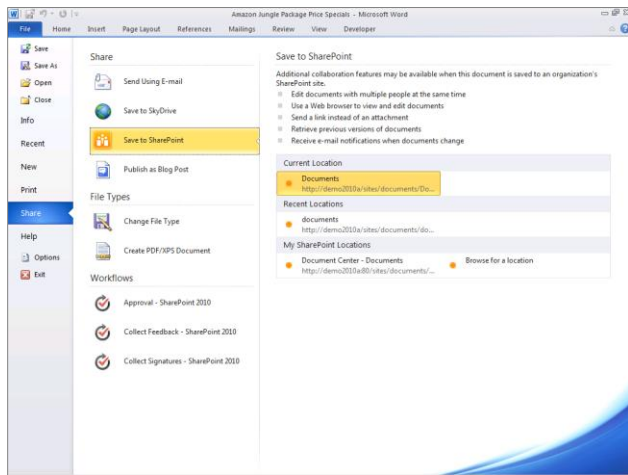 Amazon Jungle Package Price Specials - Microsoft Word
File Home Insert Page Layout References Mailings Review View Developer
Save
Save As
Open
Close
Info
Recent
New
Print
Share
Help
Options
Exit
Share
Send Using E-mail
Save to SkyDrive
Save to SharePoint
Publish as Blog Post
File Types
Change File Type
Create PDF/XPS Document
Workflows
Approval - SharePoint 2010
Collect Feedback - SharePoint 2010
Collect Signatures - SharePoint 2010
Save to SharePoint
Additional collaboration features may be available when this document is saved to an organization's
SharePoint site.
Edit documents with multiple people at the same time
Use a Web browser to view and edit documents
Send a link instead of an attachment
Retrieve previous versions of documents
Receive e-mail notifications when documents change
Current Location
Documents
http://demo2010a/sites/documents/Do...
Recent Locations
documents
http://demo2010a/sites/documents/do...
My SharePoint Locations
Document Center - Documents
http://demo2010a80/sites/documents/...
Browse for a location